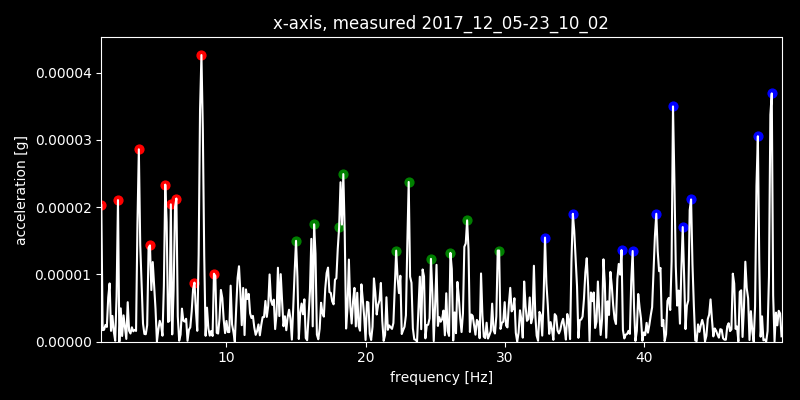 x-axis, measured 2017_12_05-23_10_02
acceleration [g]
0.00004
0.00003
0.00002
0.00001
0.00000
10 20 30 40
frequency [Hz]